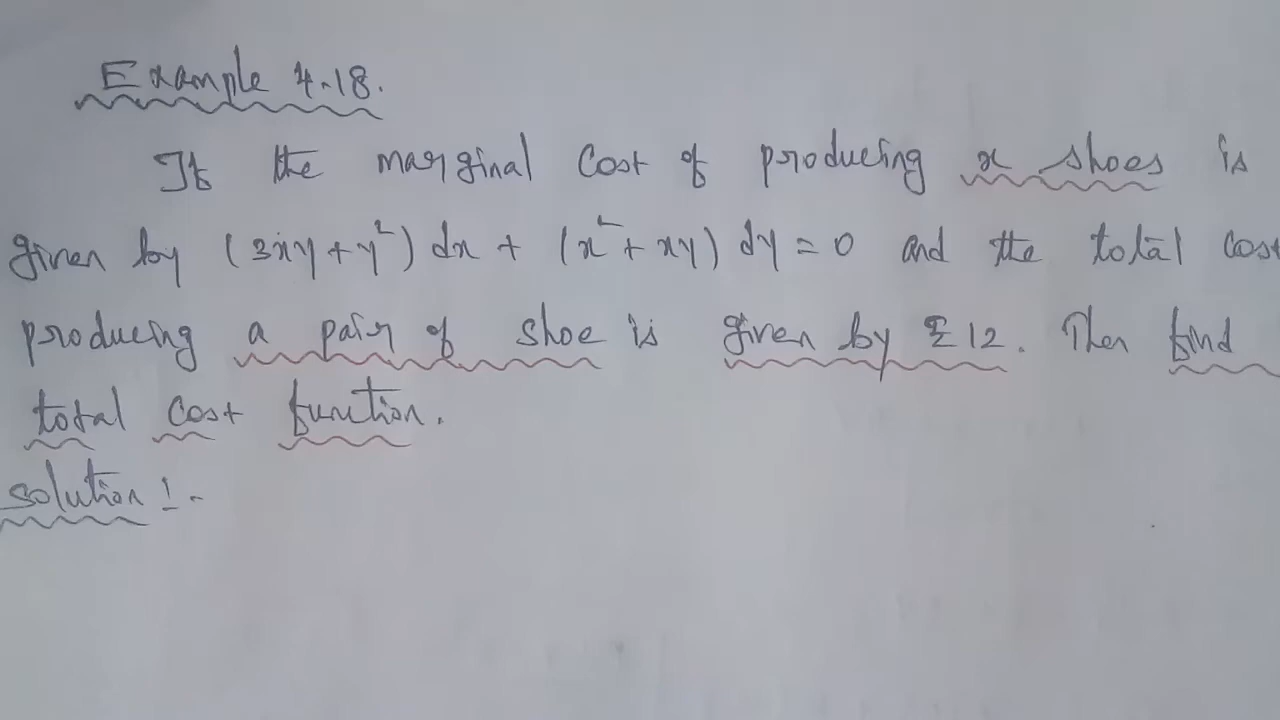 Example 4.18.
If the marginal cost of producing x shoes is
given by (3xy + y²) dx + (x² + xy) dy = 0 and the total cost
producing a pair of shoe is given by ₹12. Then find
total cost function.
Solution :-